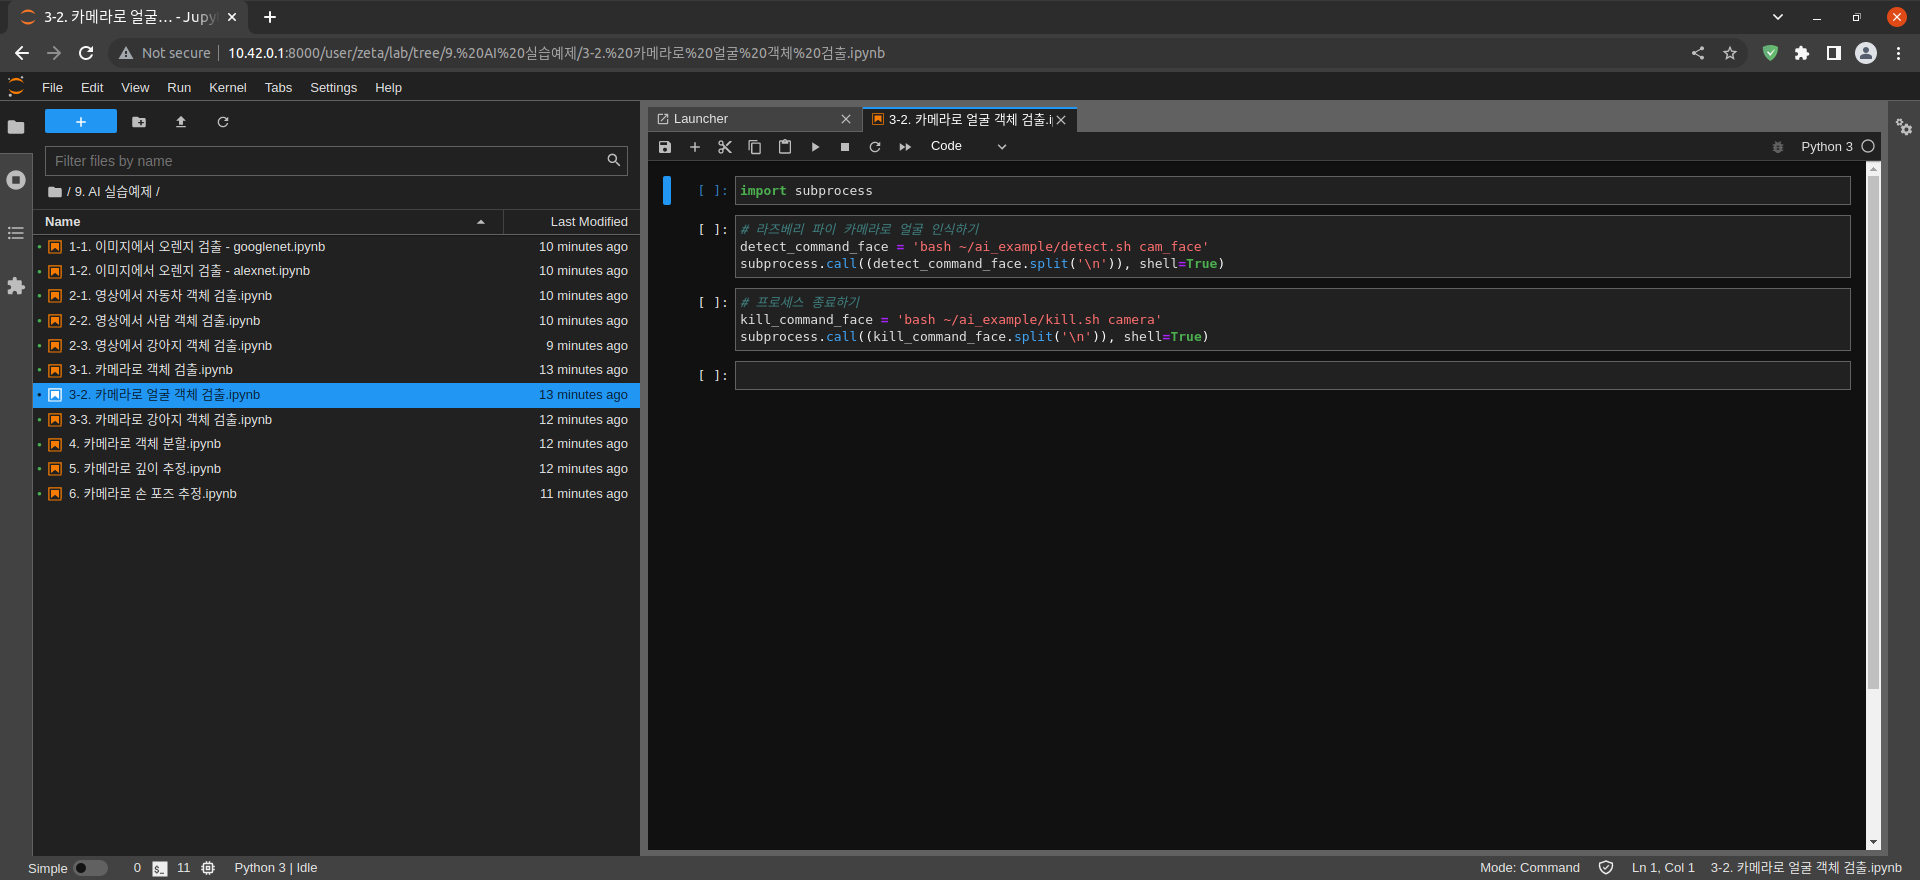 3-2. 카메라로 얼굴… - Jupy
Not secure
10.42.0.1:8000/user/zeta/lab/tree/9.%20AI%20실습예제/3-2.%20카메라로%20얼굴%20객체%20검출.ipynb
File Edit View Run Kernel Tabs Settings Help
Filter files by name
/ 9. AI 실습예제 /
Name Last Modified
1-1. 이미지에서 오렌지 검출 - googlenet.ipynb 10 minutes ago
1-2. 이미지에서 오렌지 검출 - alexnet.ipynb 10 minutes ago
2-1. 영상에서 자동차 객체 검출.ipynb 10 minutes ago
2-2. 영상에서 사람 객체 검출.ipynb 10 minutes ago
2-3. 영상에서 강아지 객체 검출.ipynb 9 minutes ago
3-1. 카메라로 객체 검출.ipynb 13 minutes ago
3-2. 카메라로 얼굴 객체 검출.ipynb 13 minutes ago
3-3. 카메라로 강아지 객체 검출.ipynb 12 minutes ago
4. 카메라로 객체 분할.ipynb 12 minutes ago
5. 카메라로 깊이 추정.ipynb 12 minutes ago
6. 카메라로 손 포즈 추정.ipynb 11 minutes ago
Launcher
3-2. 카메라로 얼굴 객체 검출.i
Code
Python 3
[ ]: import subprocess
[ ]: # 라즈베리 파이 카메라로 얼굴 인식하기
detect_command_face = 'bash ~/ai_example/detect.sh cam_face'
subprocess.call((detect_command_face.split('\n')), shell=True)
[ ]: # 프로세스 종료하기
kill_command_face = 'bash ~/ai_example/kill.sh camera'
subprocess.call((kill_command_face.split('\n')), shell=True)
[ ]:
Simple 0 $_ 11 Python 3 | Idle
Mode: Command Ln 1, Col 1 3-2. 카메라로 얼굴 객체 검출.ipynb